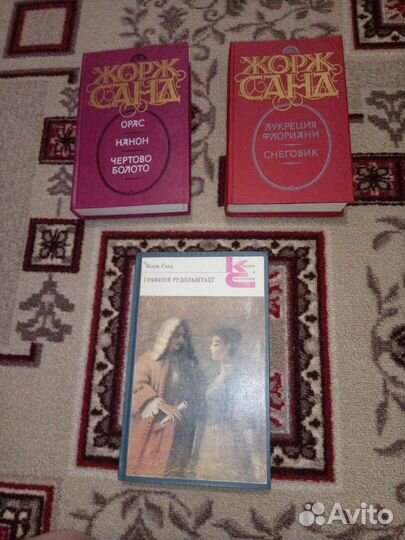 ЖОРЖ
САНД
ОРАС
НАНОН
ЧЕРТОВО
БОЛОТО
ЖОРЖ
САНД
ЛУКРЕЦИЯ
ФЛОРИАНИ
СНЕГОВИК
Жорж Санд
ГРАФИНЯ РУДОЛЬШТАДТ
Avito